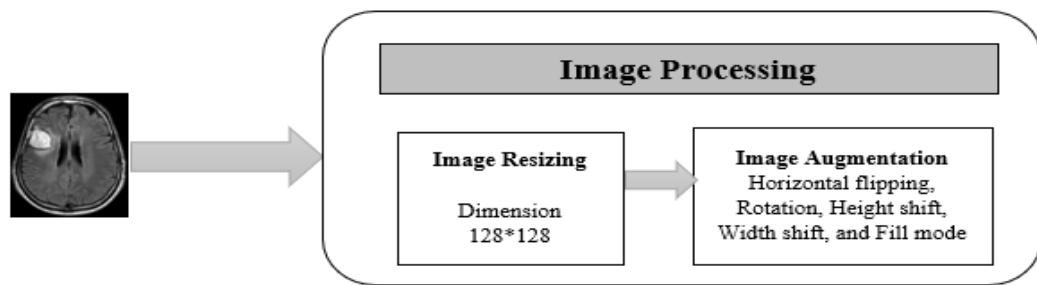 Image Processing
Image Resizing
Dimension
128*128
Image Augmentation
Horizontal flipping,
Rotation, Height shift,
Width shift, and Fill mode